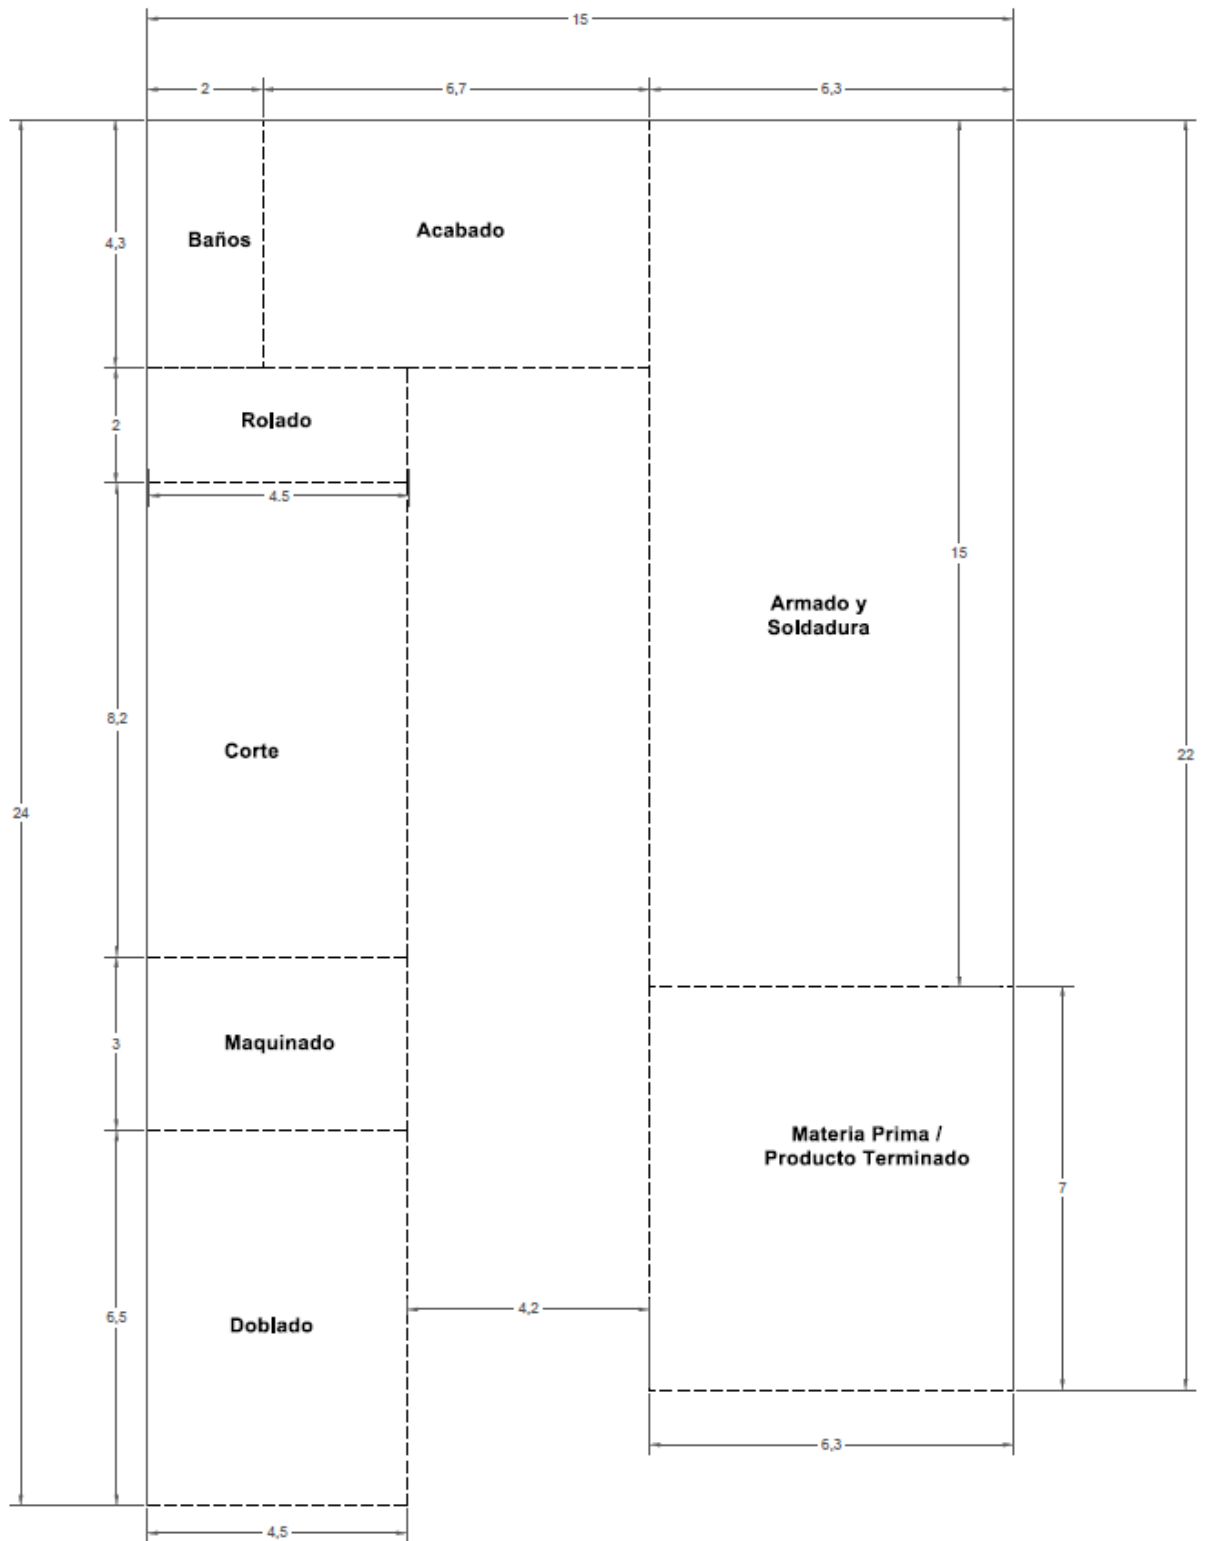 15
2
6,7
6,3
4,3
Baños
Acabado
2
Rolado
4.5
15
Armado y
Soldadura
8,2
Corte
22
24
3
Maquinado
Materia Prima /
Producto Terminado
7
6,5
Doblado
4,2
6,3
4,5